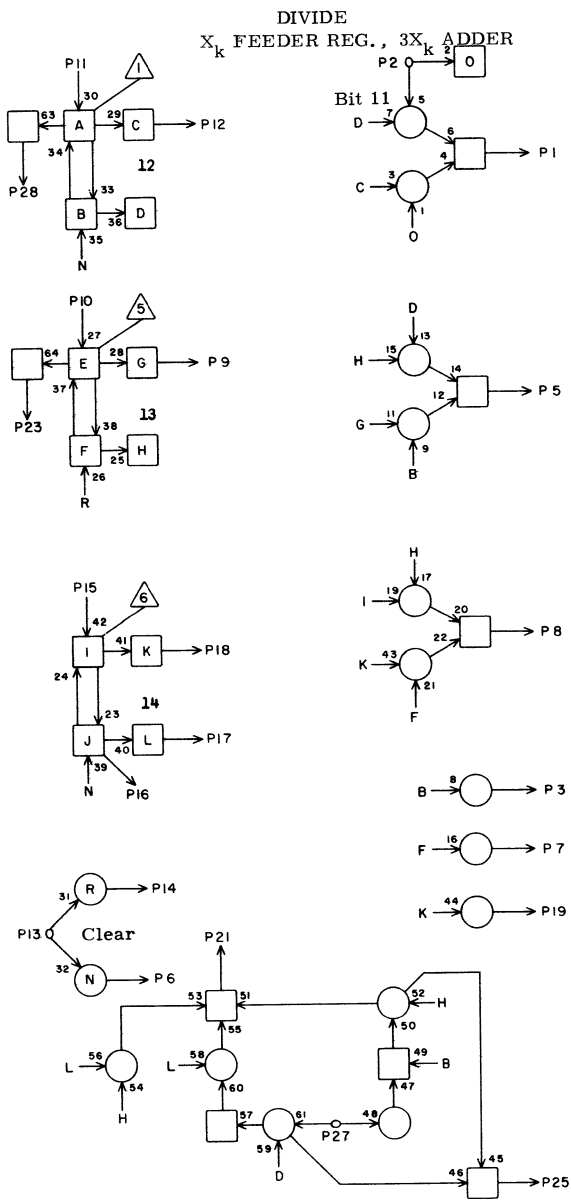 DIVIDE
X_k FEEDER REG., 3X_k ADDER
P11
1
30
63
A
29
C
P12
34
12
P28
33
B
36
D
35
N
P2
2
O
Bit 11
5
D
7
6
4
P1
C
3
1
O
P10
5
27
64
E
28
G
P9
37
13
P23
38
F
25
H
26
R
D
13
H
15
14
12
P5
G
11
9
B
P15
6
42
I
41
K
P18
24
14
23
J
40
L
P17
39
N
P16
H
17
I
19
20
22
P8
K
43
21
F
B
8
P3
F
16
P7
K
44
P19
31
R
P14
P13
Clear
32
N
P6
P21
53
51
55
52
H
50
L
56
54
H
L
58
60
49
B
47
57
61
P27
48
59
D
45
46
P25